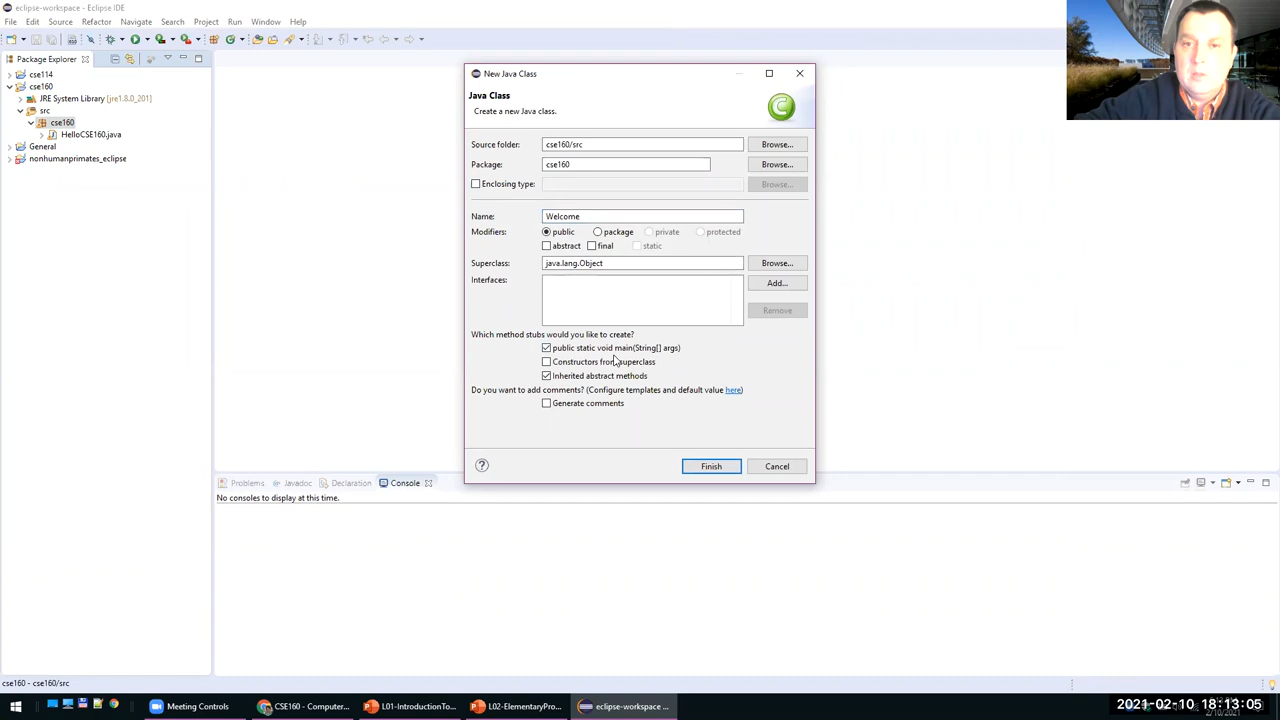 eclipse-workspace - Eclipse IDE
File Edit Source Refactor Navigate Search Project Run Window Help
Package Explorer
cse114
cse160
JRE System Library [jre1.8.0_201]
src
cse160
HelloCSE160.java
General
nonhumanprimates_eclipse
New Java Class
Java Class
Create a new Java class.
Source folder: cse160/src Browse...
Package: cse160 Browse...
Enclosing type: Browse...
Name: Welcome
Modifiers: public package private protected
abstract final static
Superclass: java.lang.Object Browse...
Interfaces: Add...
Remove
Which method stubs would you like to create?
public static void main(String[] args)
Constructors from superclass
Inherited abstract methods
Do you want to add comments? (Configure templates and default value here)
Generate comments
Finish Cancel
Problems Javadoc Declaration Console
No consoles to display at this time.
cse160 - cse160/src
Meeting Controls CSE160 - Computer... L01-IntroductionTo... L02-ElementaryPro... eclipse-workspace ...
2021-02-10 18:13:05
2/10/2021